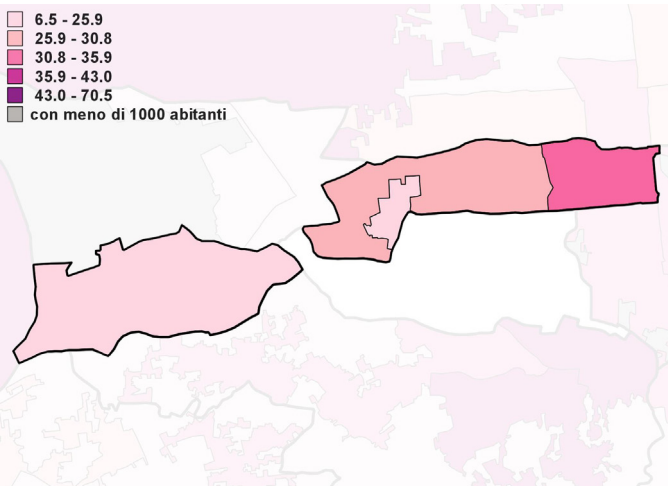 6.5 - 25.9
25.9 - 30.8
30.8 - 35.9
35.9 - 43.0
43.0 - 70.5
con meno di 1000 abitanti